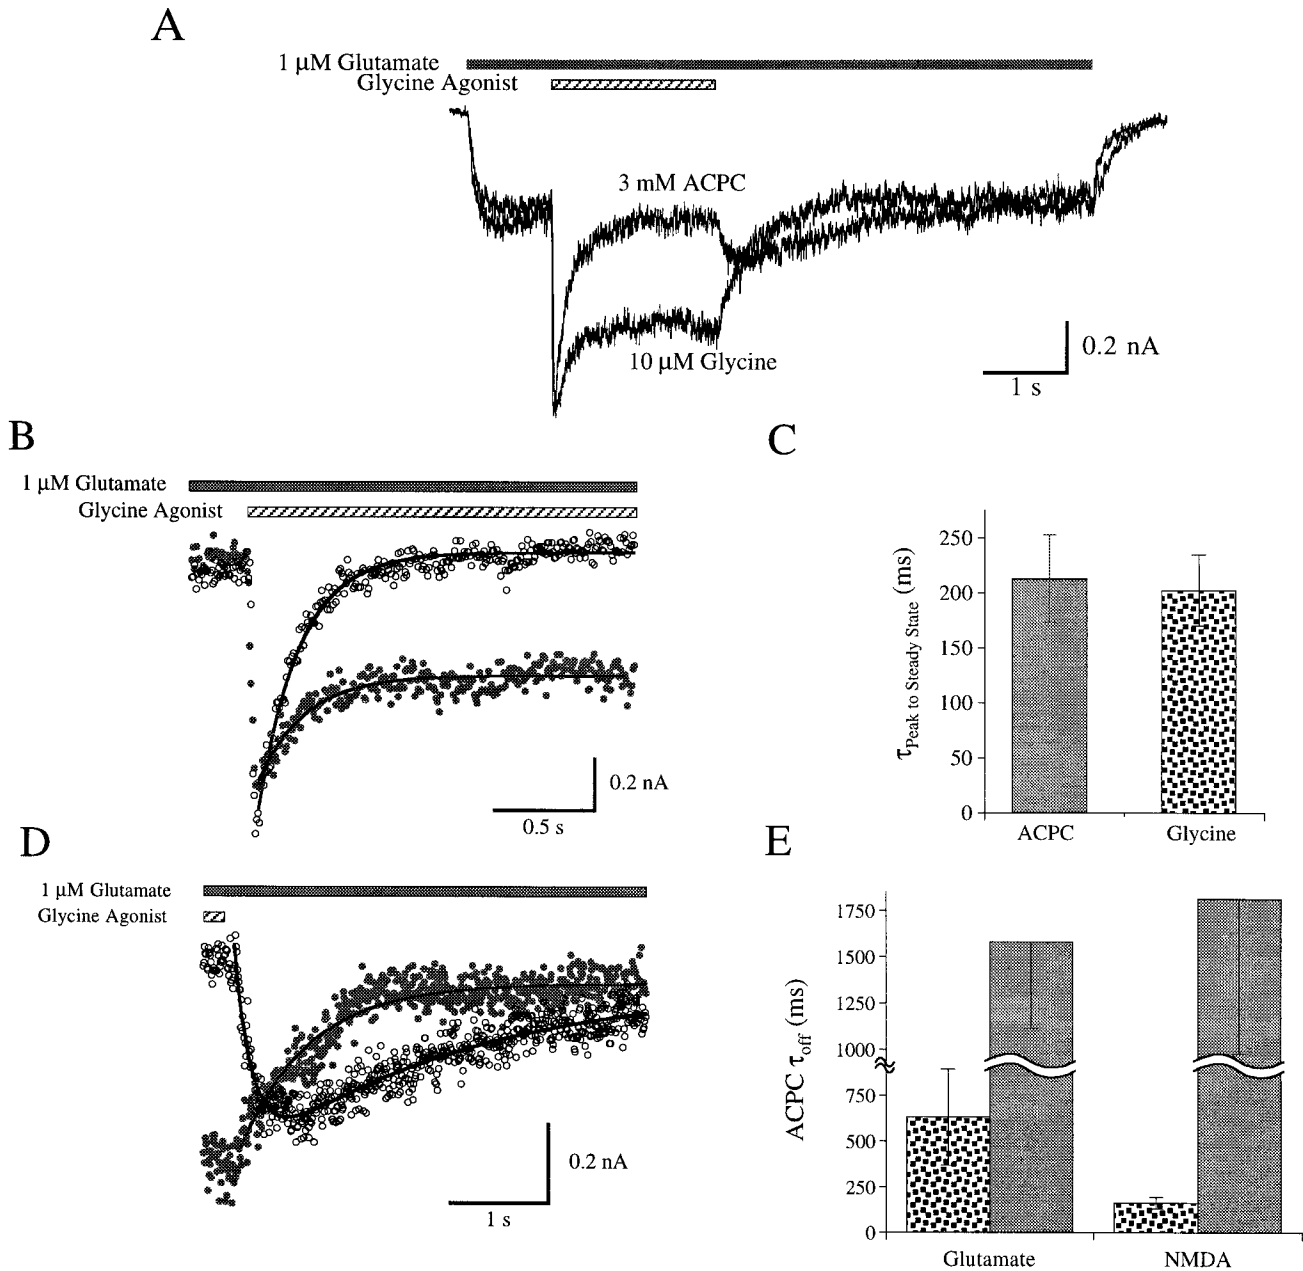 A
1 μM Glutamate
Glycine Agonist
3 mM ACPC
10 μM Glycine
0.2 nA
1 s
B
1 μM Glutamate
Glycine Agonist
0.2 nA
0.5 s
C
τPeak to Steady State (ms)
250
200
150
100
50
0
ACPC
Glycine
D
1 μM Glutamate
Glycine Agonist
0.2 nA
1 s
E
ACPC τoff (ms)
1750
1500
1250
1000
750
500
250
0
Glutamate
NMDA